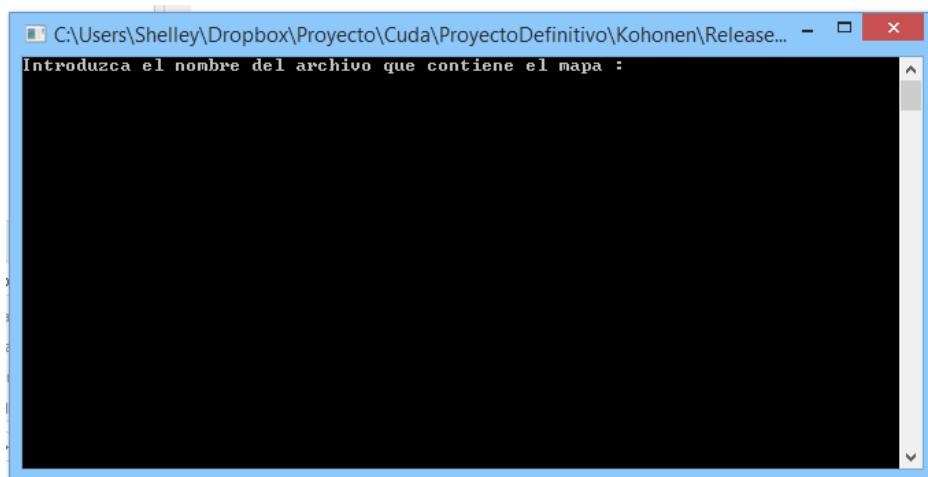 C:\Users\Shelley\Dropbox\Proyecto\Cuda\ProyectoDefinitivo\Kohonen\Release...
Introduzca el nombre del archivo que contiene el mapa :